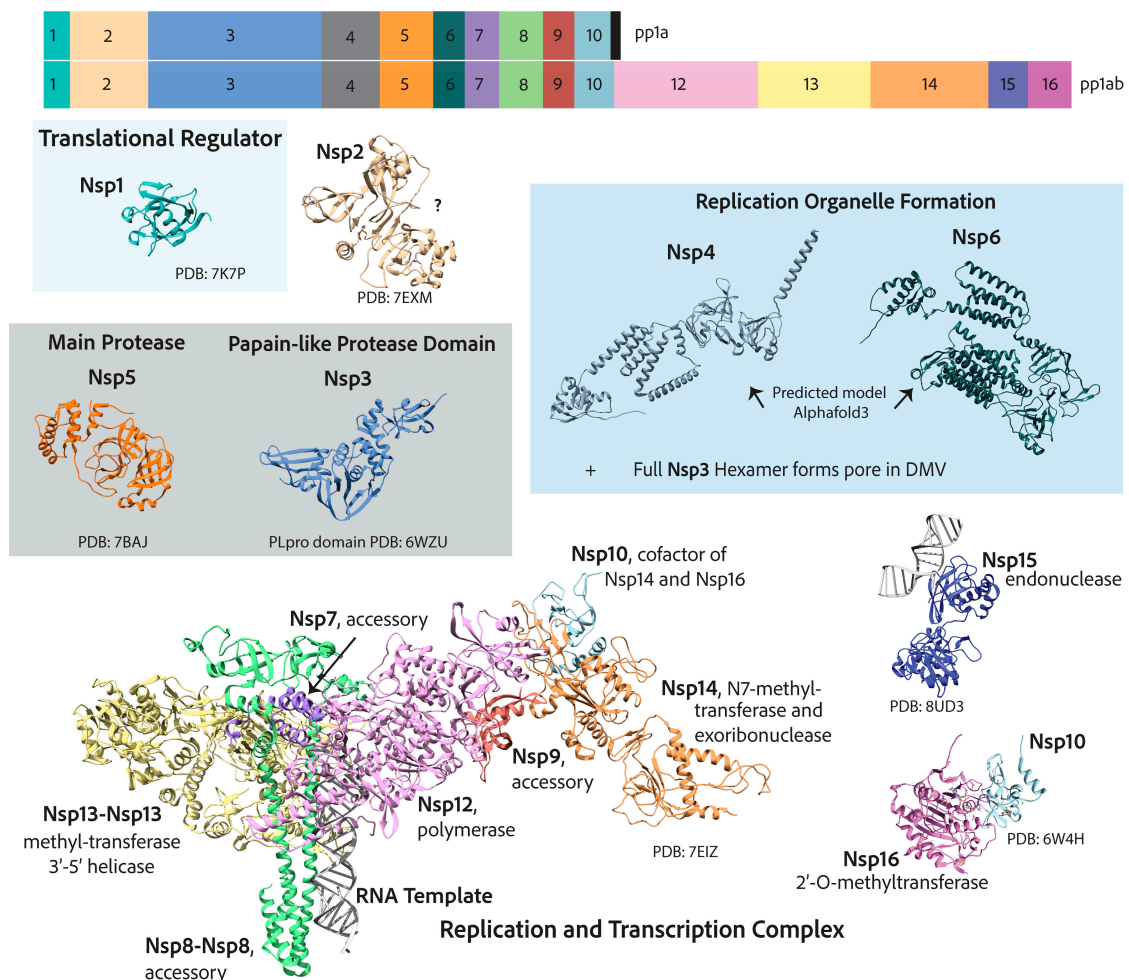 1 2 3 4 5 6 7 8 9 10 pp1a
1 2 3 4 5 6 7 8 9 10 12 13 14 15 16 pp1ab
Translational Regulator
Nsp1
PDB: 7K7P
Nsp2
?
PDB: 7EXM
Replication Organelle Formation
Nsp4
Nsp6
Predicted model
Alphafold3
+ Full Nsp3 Hexamer forms pore in DMV
Main Protease
Nsp5
PDB: 7BAJ
Papain-like Protease Domain
Nsp3
PLpro domain PDB: 6WZU
Nsp10, cofactor of
Nsp14 and Nsp16
Nsp15
endonuclease
PDB: 8UD3
Nsp7, accessory
Nsp14, N7-methyl-
transferase and
exoribonuclease
Nsp9,
accessory
Nsp13-Nsp13
methyl-transferase
3'-5' helicase
Nsp12,
polymerase
PDB: 7EIZ
Nsp10
PDB: 6W4H
Nsp16
2'-O-methyltransferase
RNA Template
Replication and Transcription Complex
Nsp8-Nsp8,
accessory